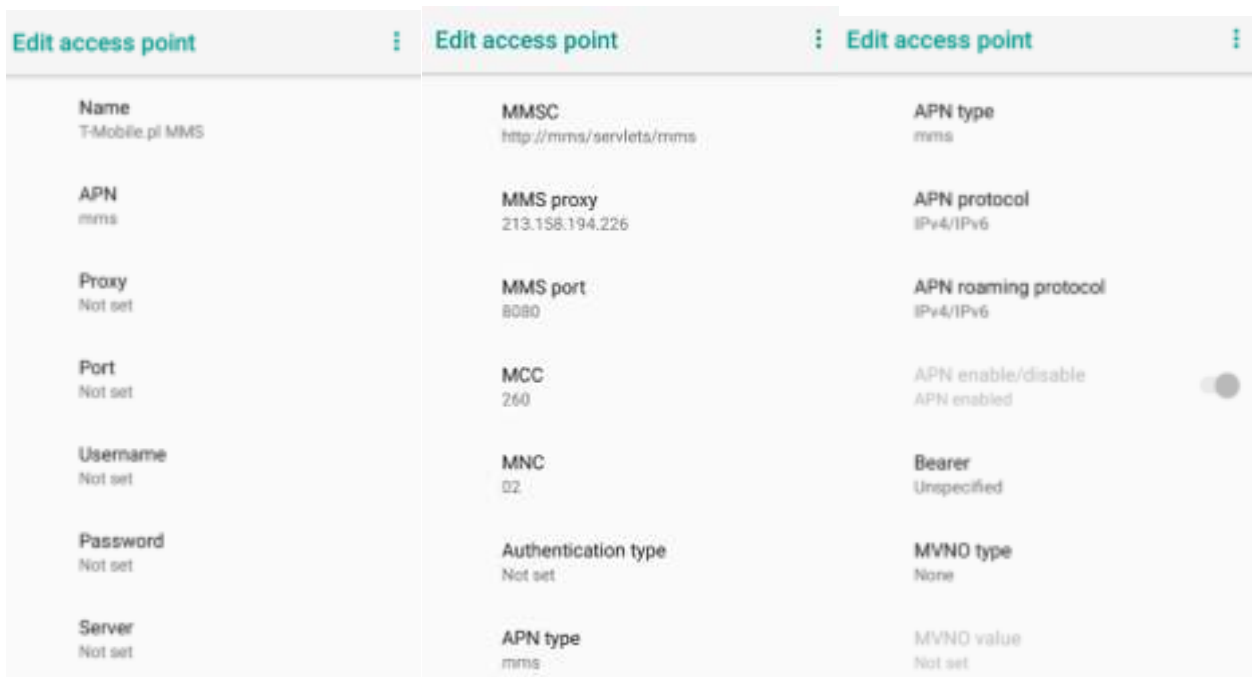 Edit access point
Name
T-Mobile.pl MMS
APN
mms
Proxy
Not set
Port
Not set
Username
Not set
Password
Not set
Server
Not set
Edit access point
MMSC
http://mms/servlets/mms
MMS proxy
213.158.194.226
MMS port
8080
MCC
260
MNC
02
Authentication type
Not set
APN type
mms
Edit access point
APN type
mms
APN protocol
IPv4/IPv6
APN roaming protocol
IPv4/IPv6
APN enable/disable
APN enabled
Bearer
Unspecified
MVNO type
None
MVNO value
Not set